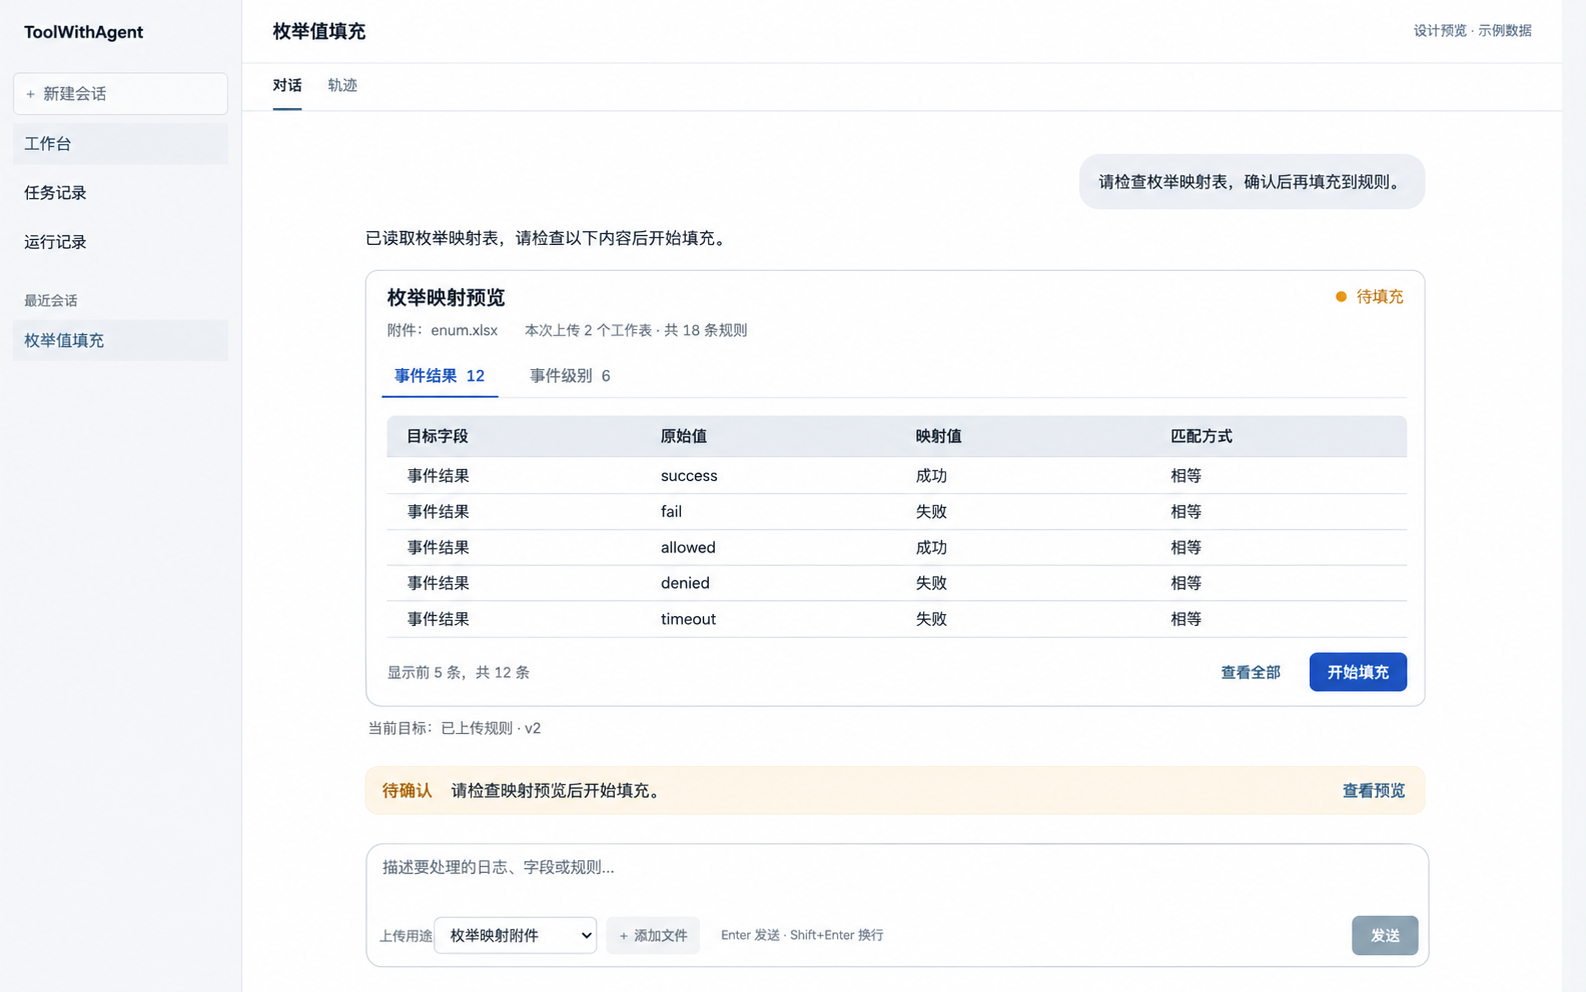 ToolWithAgent
+ 新建会话
工作台
任务记录
运行记录
最近会话
枚举值填充
枚举值填充
设计预览 · 示例数据
对话 轨迹
请检查枚举映射表，确认后再填充到规则。
已读取枚举映射表，请检查以下内容后开始填充。
枚举映射预览
待填充
附件：enum.xlsx 本次上传 2 个工作表 · 共 18 条规则
事件结果 12 事件级别 6
目标字段 原始值 映射值 匹配方式
事件结果 success 成功 相等
事件结果 fail 失败 相等
事件结果 allowed 成功 相等
事件结果 denied 失败 相等
事件结果 timeout 失败 相等
显示前 5 条，共 12 条 查看全部 开始填充
当前目标：已上传规则 · v2
待确认 请检查映射预览后开始填充。 查看预览
描述要处理的日志、字段或规则...
上传用途 枚举映射附件 + 添加文件 Enter 发送 · Shift+Enter 换行 发送